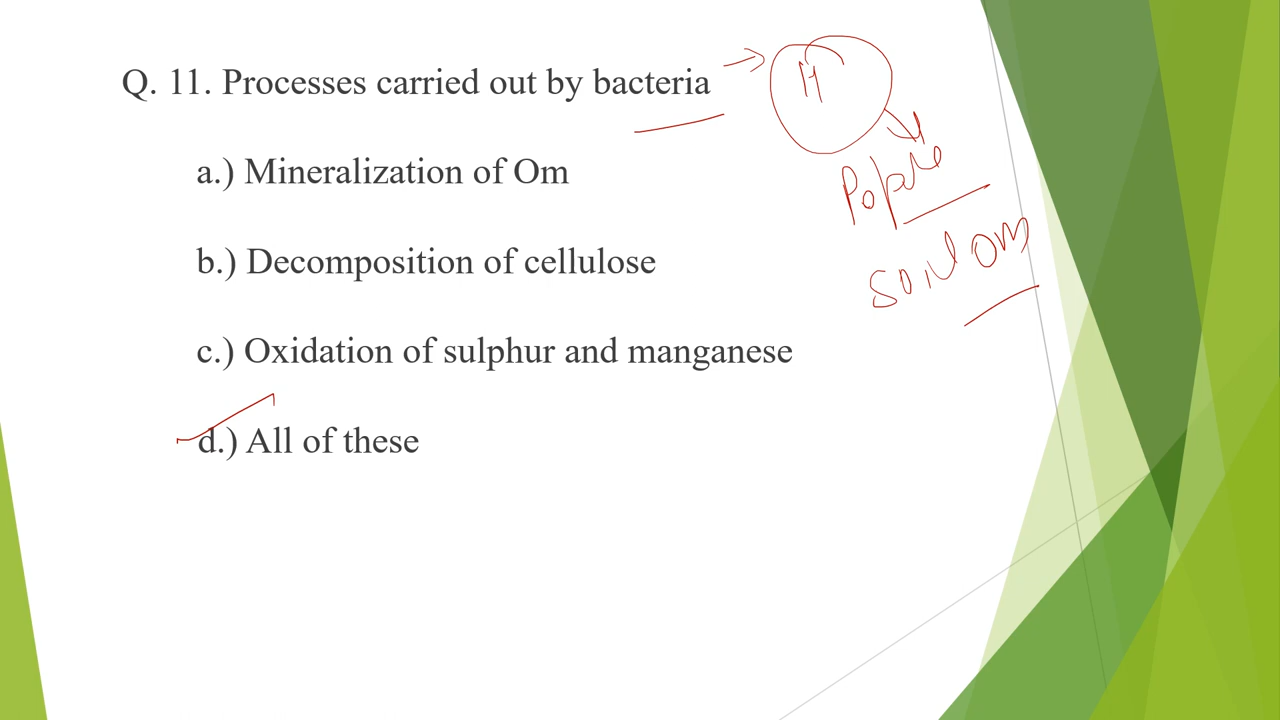 Q. 11. Processes carried out by bacteria
a.) Mineralization of Om
b.) Decomposition of cellulose
c.) Oxidation of sulphur and manganese
d.) All of these
Soil OM